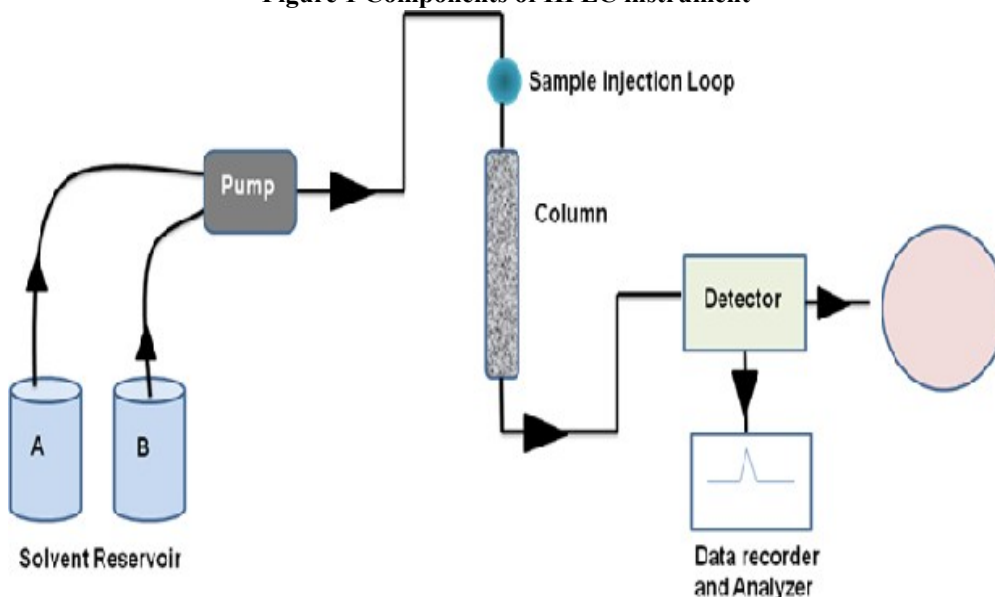 Figure 1 Components of HPLC instrument
Sample Injection Loop
Pump
Column
Detector
A
B
Solvent Reservoir
Data recorder
and Analyzer